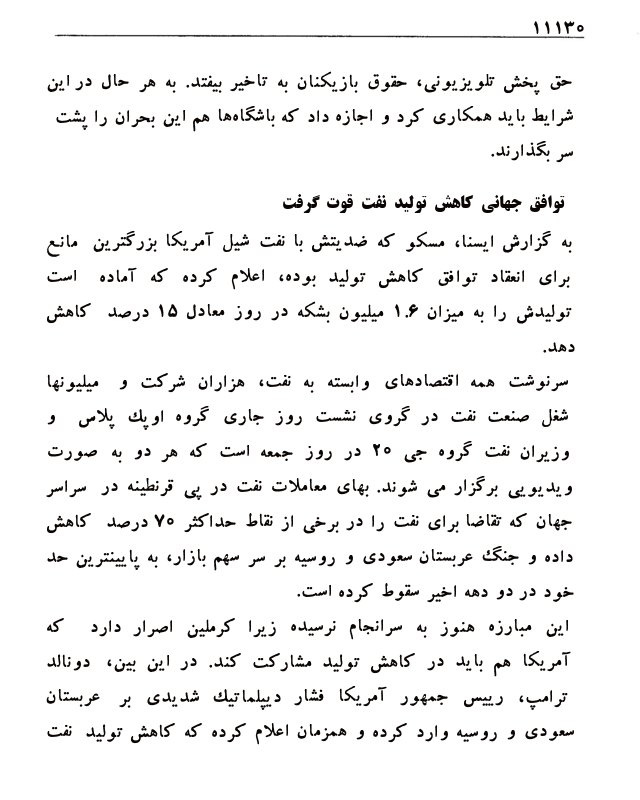 ۱۱۱۳۰
حق پخش تلویزیونی، حقوق بازیکنان به تاخیر بیفتد. به هر حال در این
شرایط باید همکاری کرد و اجازه داد که باشگاه‌ها هم این بحران را پشت
سر بگذارند.
توافق جهانی کاهش تولید نفت قوت گرفت
به گزارش ایسنا، مسکو که ضدیتش با نفت شیل آمریکا بزرگترین مانع
برای انعقاد توافق کاهش تولید بوده، اعلام کرده که آماده است
تولیدش را به میزان ۱.۶ میلیون بشکه در روز معادل ۱۵ درصد کاهش
دهد.
سرنوشت همه اقتصادهای وابسته به نفت، هزاران شرکت و میلیونها
شغل صنعت نفت در گروی نشست روز جاری گروه اوپک پلاس و
وزیران نفت گروه جی ۲۰ در روز جمعه است که هر دو به صورت
ویدیویی برگزار می شوند. بهای معاملات نفت در پی قرنطینه در سراسر
جهان که تقاضا برای نفت را در برخی از نقاط حداکثر ۷۰ درصد کاهش
داده و جنگ عربستان سعودی و روسیه بر سر سهم بازار، به پایینترین حد
خود در دو دهه اخیر سقوط کرده است.
این مبارزه هنوز به سرانجام نرسیده زیرا کرملین اصرار دارد که
آمریکا هم باید در کاهش تولید مشارکت کند. در این بین، دونالد
ترامپ، رییس جمهور آمریکا فشار دیپلماتیک شدیدی بر عربستان
سعودی و روسیه وارد کرده و همزمان اعلام کرده که کاهش تولید نفت